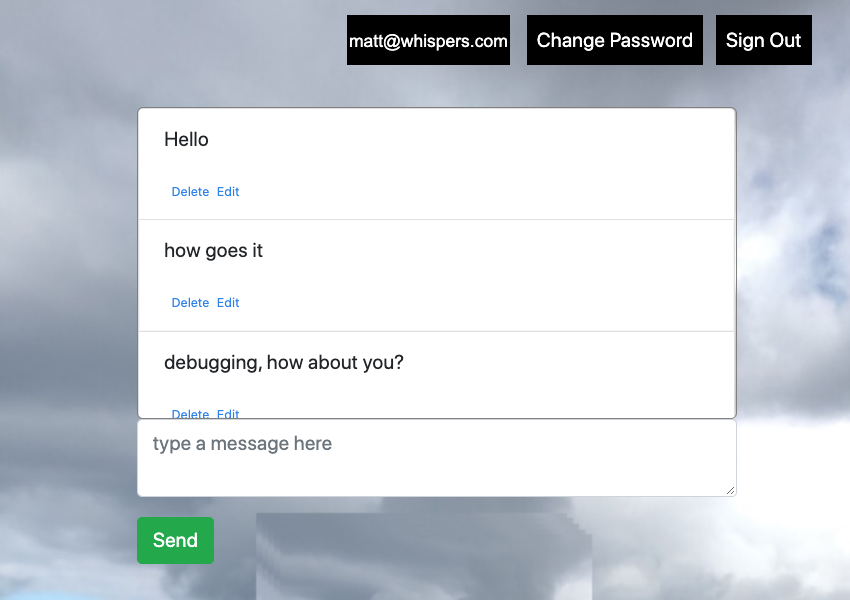 matt@whispers.com Change Password Sign Out
Hello
Delete Edit
how goes it
Delete Edit
debugging, how about you?
Delete Edit
type a message here
Send